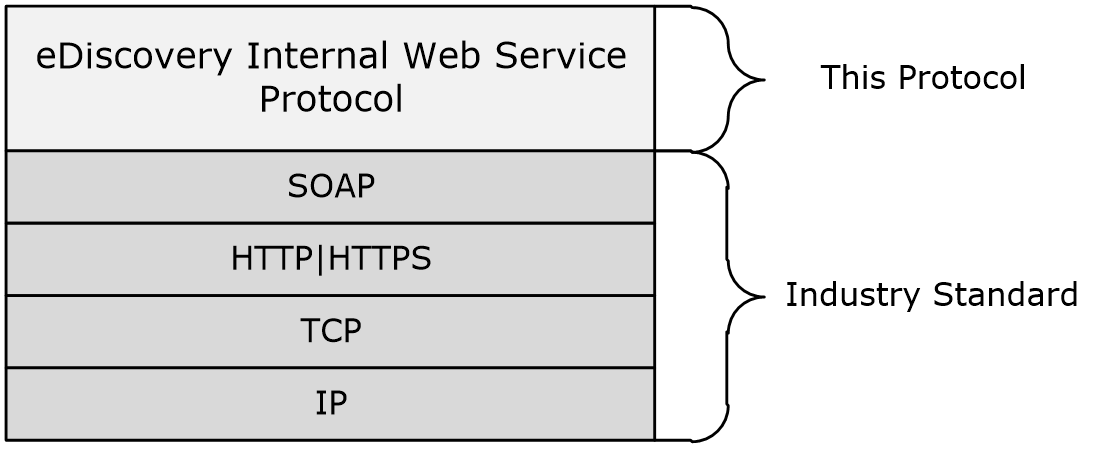 eDiscovery Internal Web Service
Protocol
This Protocol
SOAP
HTTP|HTTPS
TCP
IP
Industry Standard